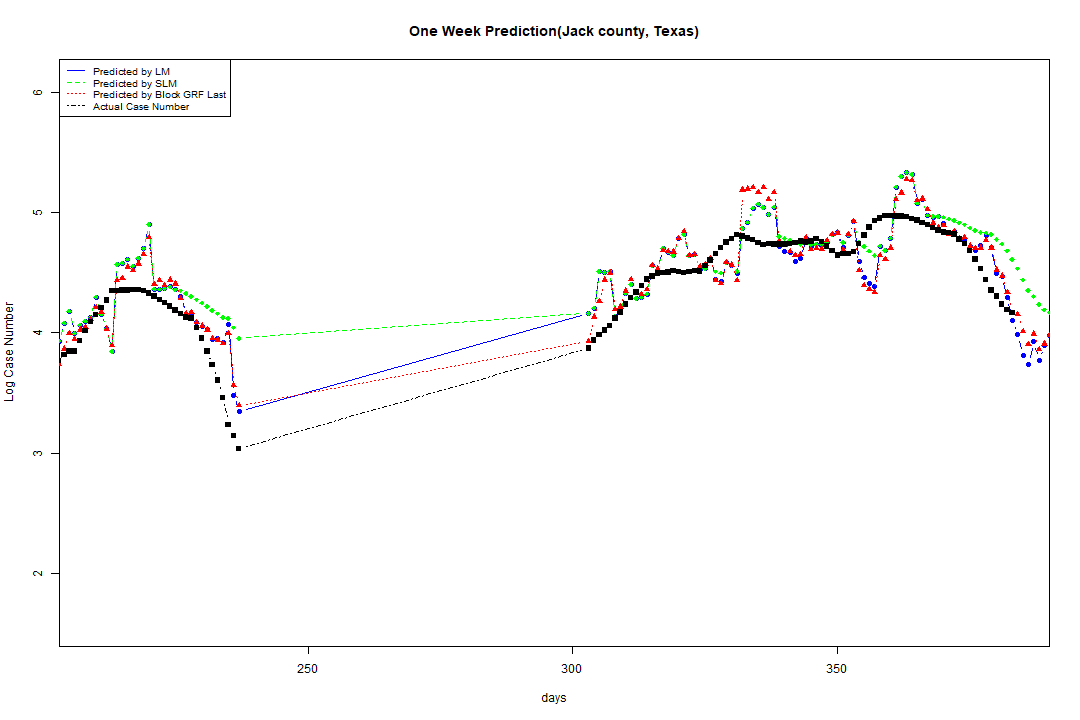 One Week Prediction(Jack county, Texas)
Predicted by LM
Predicted by SLM
Predicted by Block GRF Last
Actual Case Number
6
5
4
3
2
Log Case Number
250
300
350
days